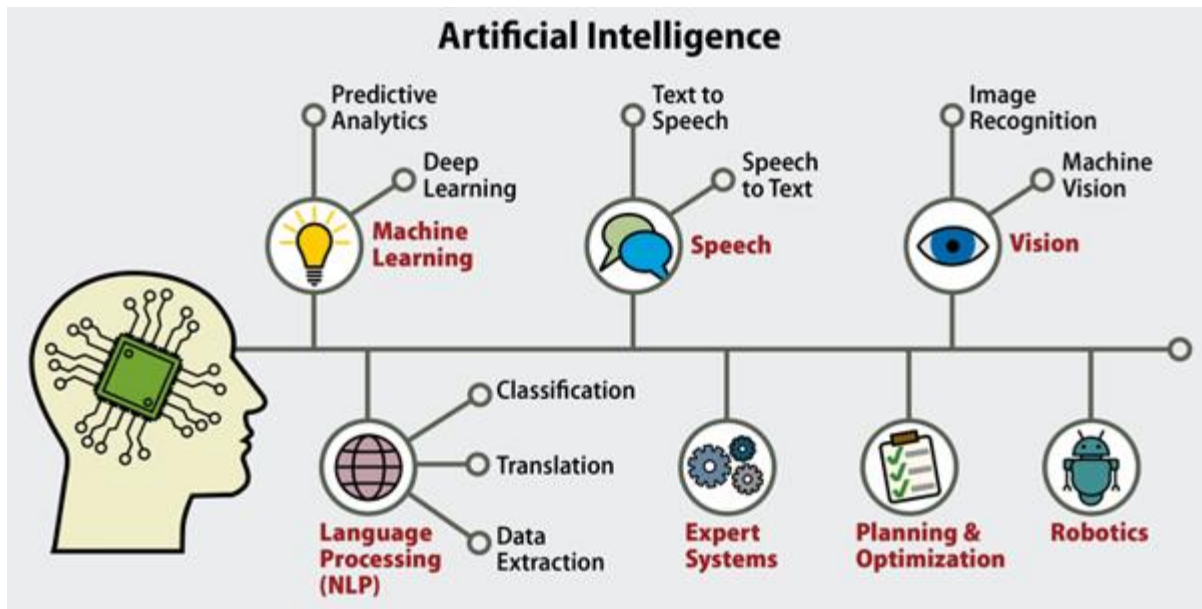 Artificial Intelligence
Predictive
Analytics
Deep
Learning
Machine
Learning
Text to
Speech
Speech
to Text
Speech
Image
Recognition
Machine
Vision
Vision
Classification
Translation
Data
Extraction
Language
Processing
(NLP)
Expert
Systems
Planning &
Optimization
Robotics